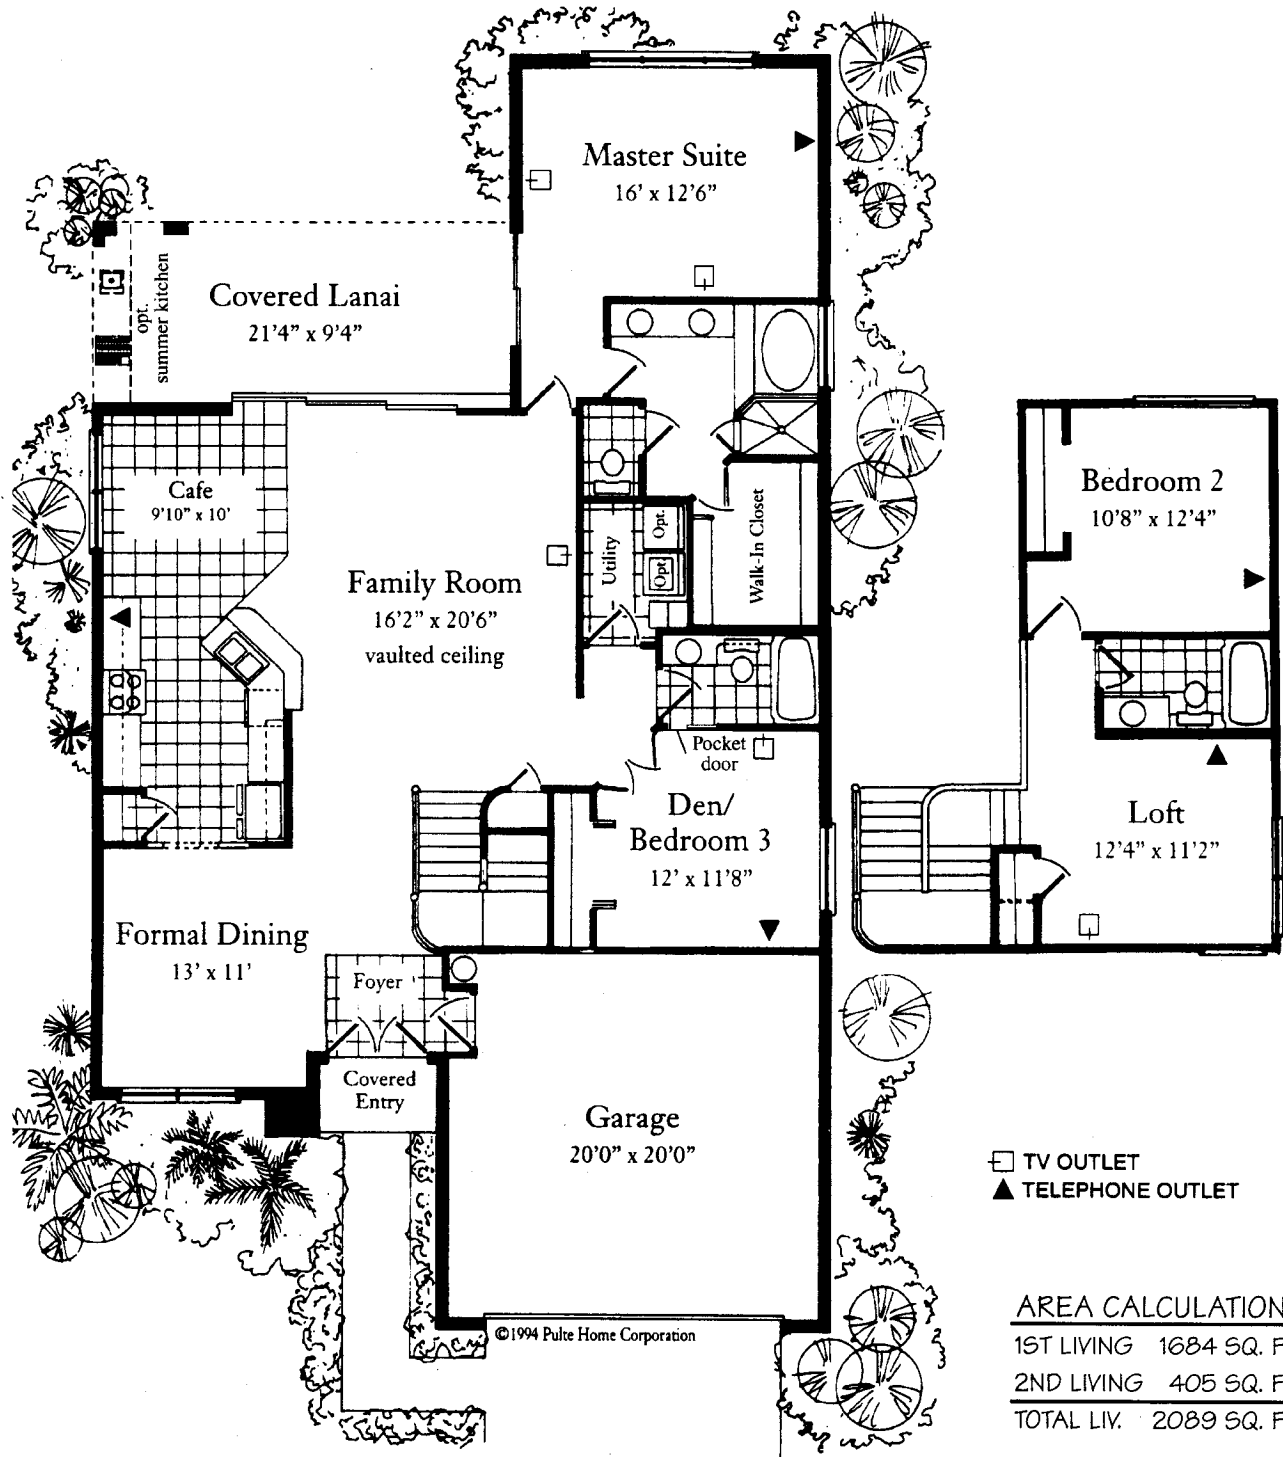 Master Suite
16' x 12'6"
Covered Lanai
21'4" x 9'4"
opt.
summer kitchen
Cafe
9'10" x 10'
Family Room
16'2" x 20'6"
vaulted ceiling
Utility
Opt.
Opt.
Walk-In Closet
Pocket
door
Den/
Bedroom 3
12' x 11'8"
Formal Dining
13' x 11'
Foyer
Covered
Entry
Garage
20'0" x 20'0"
©1994 Pulte Home Corporation
Bedroom 2
10'8" x 12'4"
Loft
12'4" x 11'2"
TV OUTLET
TELEPHONE OUTLET
AREA CALCULATION
1ST LIVING 1684 SQ. F
2ND LIVING 405 SQ. F
TOTAL LIV. 2089 SQ. F